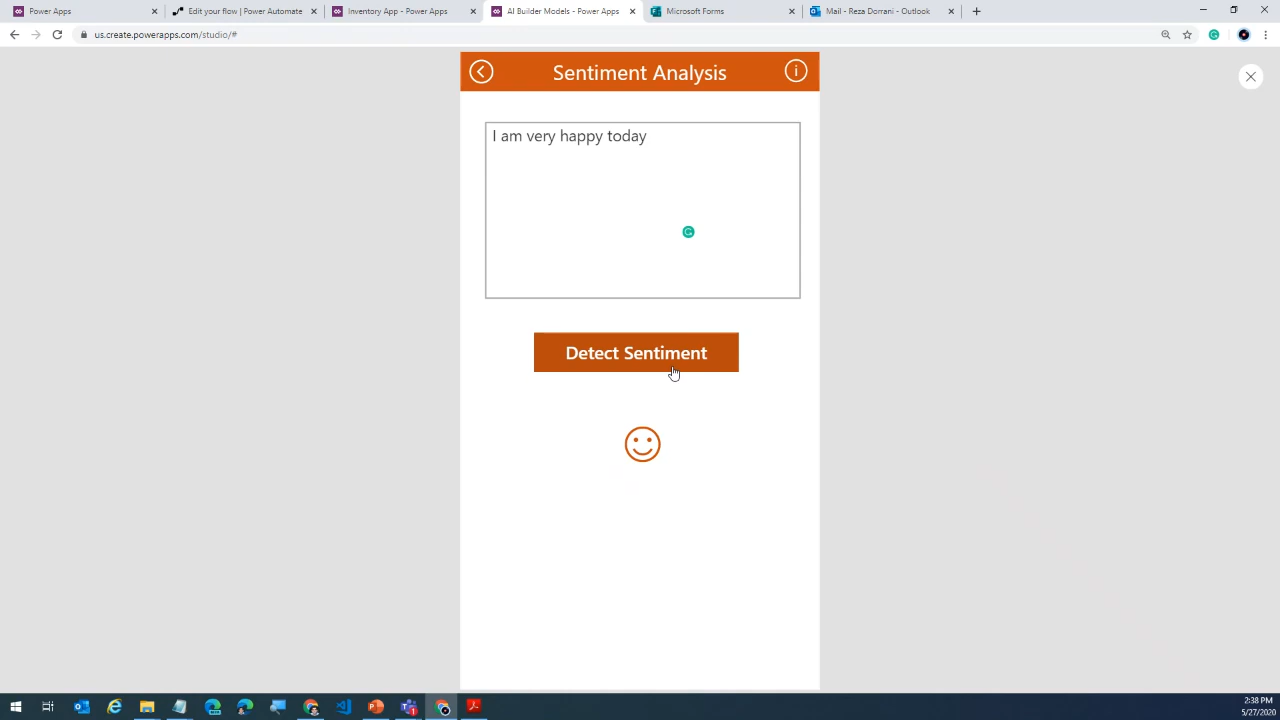 Power Apps
Edit your flow | Power Automate
Inventory App - Power Apps
AI Builder Models - Power Apps
Microsoft Forms
Mail - Reza Dorrani - Outlook
us.create.powerapps.com/studio/#
Sentiment Analysis
I am very happy today
Detect Sentiment
2:38 PM
5/27/2020